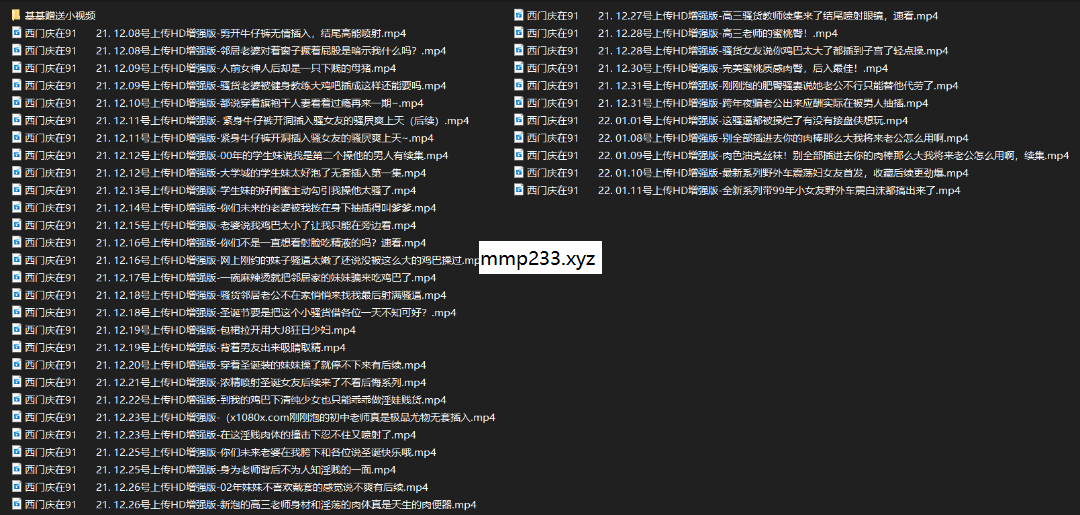 基基赠送小视频
西门庆在91 21. 12.08号上传HD增强版-剪开牛仔裤无情插入，结尾高能喷射.mp4
西门庆在91 21. 12.08号上传HD增强版-邻居老婆对着窗子撅着屁股是暗示我什么吗？.mp4
西门庆在91 21. 12.09号上传HD增强版-人前女神人后却是一只下贱的母猪.mp4
西门庆在91 21. 12.09号上传HD增强版-骚货老婆被健身教练大鸡吧插成这样还能要吗.mp4
西门庆在91 21. 12.10号上传HD增强版-都说穿着旗袍干人妻看着过瘾再来一期~.mp4
西门庆在91 21. 12.11号上传HD增强版- 紧身牛仔裤开洞插入骚女友的骚屄爽上天（后续）.mp4
西门庆在91 21. 12.11号上传HD增强版-紧身牛仔裤开洞插入骚女友的骚屄爽上天~.mp4
西门庆在91 21. 12.12号上传HD增强版-00年的学生妹说我是第二个操他的男人有续集.mp4
西门庆在91 21. 12.12号上传HD增强版-大学城的学生妹太好泡了无套插入第一集.mp4
西门庆在91 21. 12.13号上传HD增强版-学生妹的好闺蜜主动勾引我操他太骚了.mp4
西门庆在91 21. 12.14号上传HD增强版-你们未来的老婆被我按在身下抽插得叫爹爹.mp4
西门庆在91 21. 12.15号上传HD增强版-老婆说我鸡巴太小了让我只能在旁边看.mp4
西门庆在91 21. 12.16号上传HD增强版-你们不是一直想看射脸吃精液的吗？速看.mp4
西门庆在91 21. 12.16号上传HD增强版-网上刚约的妹子骚逼太嫩了还说没被这么大的鸡巴操过.mp
西门庆在91 21. 12.17号上传HD增强版-一碗麻辣烫就把邻居家的妹妹骗来吃鸡巴了.mp4
西门庆在91 21. 12.18号上传HD增强版-骚货邻居老公不在家悄悄来找我最后射满骚逼.mp4
西门庆在91 21. 12.18号上传HD增强版-圣诞节要是把这个小骚货借各位一天不知可好？.mp4
西门庆在91 21. 12.19号上传HD增强版-包裙拉开用大J8狂日少妇.mp4
西门庆在91 21. 12.19号上传HD增强版-背着男友出来吸睛取精.mp4
西门庆在91 21. 12.20号上传HD增强版-穿着圣诞装的妹妹操了就停不下来有后续.mp4
西门庆在91 21. 12.21号上传HD增强版-浓精喷射圣诞女友后续来了不看后悔系列.mp4
西门庆在91 21. 12.22号上传HD增强版-到我的鸡巴下清纯少女也只能乖乖做淫娃贱货.mp4
西门庆在91 21. 12.23号上传HD增强版-（x1080x.com刚刚泡的初中老师真是极品尤物无套插入.mp4
西门庆在91 21. 12.23号上传HD增强版-在这淫贱肉体的撞击下忍不住又喷射了.mp4
西门庆在91 21. 12.25号上传HD增强版-你们未来老婆在我胯下和各位说圣诞快乐哦.mp4
西门庆在91 21. 12.25号上传HD增强版-身为老师背后不为人知淫贱的一面.mp4
西门庆在91 21. 12.26号上传HD增强版-02年妹妹不喜欢戴套的感觉说不爽有后续.mp4
西门庆在91 21. 12.26号上传HD增强版-新泡的高三老师身材和淫荡的肉体真是天生的肉便器.mp4
西门庆在91 21. 12.27号上传HD增强版-高三骚货教师续集来了结尾喷射眼镜，速看.mp4
西门庆在91 21. 12.28号上传HD增强版-高三老师的蜜桃臀！.mp4
西门庆在91 21. 12.28号上传HD增强版-骚货女友说你鸡巴太大了都插到子宫了轻点操.mp4
西门庆在91 21. 12.30号上传HD增强版-完美蜜桃质感肉臀，后入最佳！.mp4
西门庆在91 21. 12.31号上传HD增强版-刚刚泡的肥臀骚妻说她老公不行只能替他代劳了.mp4
西门庆在91 21. 12.31号上传HD增强版-跨年夜骗老公出来应酬实际在被男人抽插.mp4
西门庆在91 22. 01.01号上传HD增强版-这骚逼都被操烂了有没有接盘侠想玩.mp4
西门庆在91 22. 01.08号上传HD增强版-别全部插进去你的肉棒那么大我将来老公怎么用啊.mp4
西门庆在91 22. 01.09号上传HD增强版-肉色油亮丝袜！别全部插进去你的肉棒那么大我将来老公怎么用啊，续集.mp4
西门庆在91 22. 01.10号上传HD增强版-最新系列野外车震荡妇女友首发，收藏后续更劲爆.mp4
西门庆在91 22. 01.11号上传HD增强版-全新系列带99年小女友野外车震白沫都搞出来了.mp4
mmp233.xyz